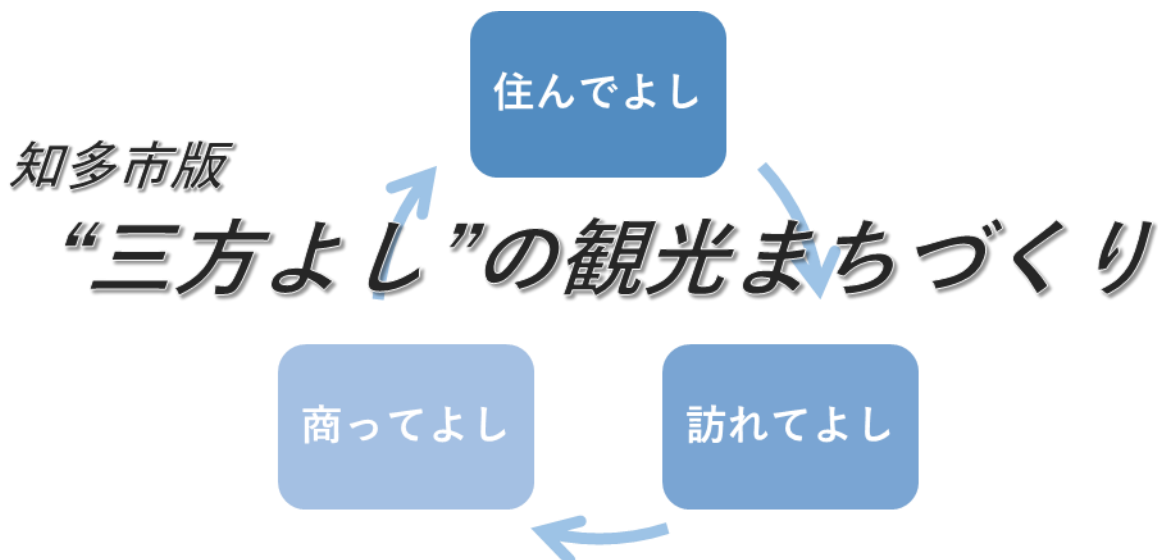 住んでよし
知多市版
“三方よし”の観光まちづくり
商ってよし
訪れてよし